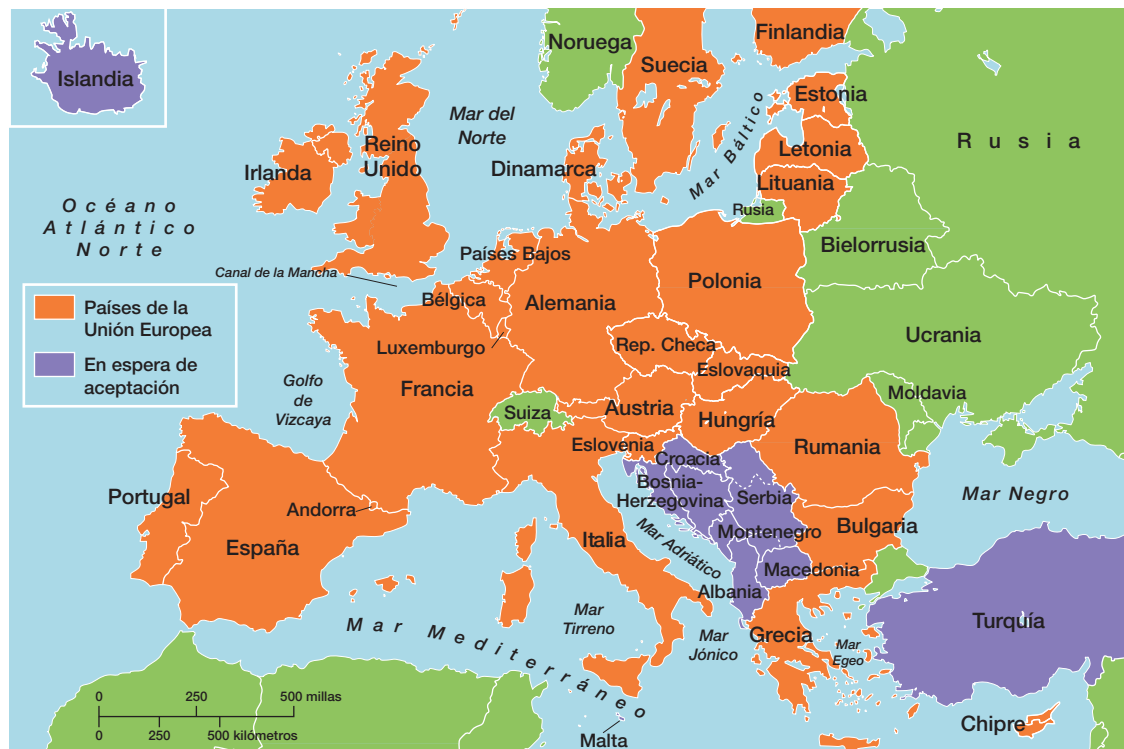 Islandia
Noruega
Suecia
Finlandia
Estonia
Mar del
Norte
Mar Báltico
Letonia
R u s i a
Reino
Unido
Irlanda
Dinamarca
Lituania
Rusia
Océano
Atlántico
Norte
Bielorrusia
Países Bajos
Canal de la Mancha
Bélgica
Alemania
Polonia
Países de la
Unión Europea
En espera de
aceptación
Ucrania
Luxemburgo
Rep. Checa
Eslovaquia
Francia
Golfo
de
Vizcaya
Suiza
Austria
Hungría
Moldavia
Eslovenia
Croacia
Rumania
Bosnia-
Herzegovina
Serbia
Portugal
Andorra
Mar Negro
España
Italia
Mar Adriático
Montenegro
Bulgaria
Macedonia
Albania
Mar
Tirreno
Mar Mediterráneo
Mar
Jónico
Grecia
Mar
Egeo
Turquía
0 250 500 millas
0 250 500 kilómetros
Malta
Chipre